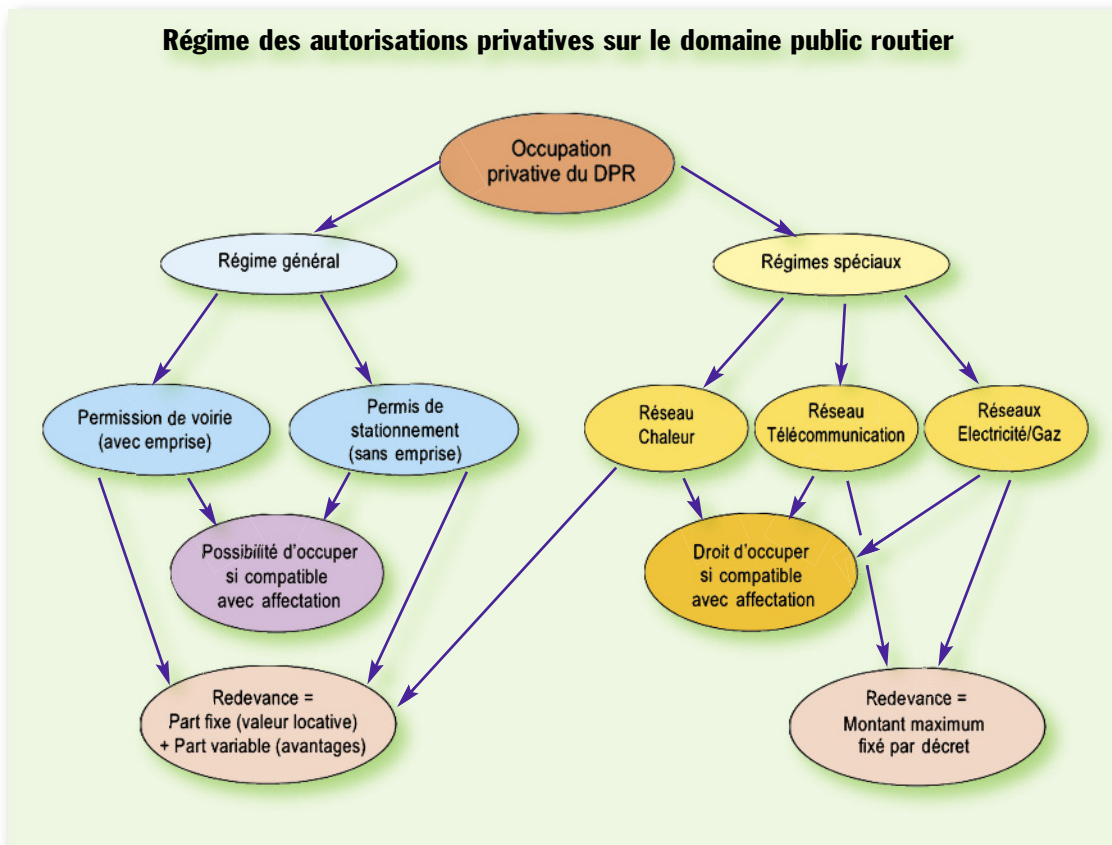 Régime des autorisations privatives sur le domaine public routier
Occupation
privative du DPR
Régime général
Régimes spéciaux
Permission de voirie
(avec emprise)
Permis de
stationnement
(sans emprise)
Réseau
Chaleur
Réseau
Télécommunication
Réseaux
Electricité/Gaz
Possibilité d'occuper
si compatible
avec affectation
Droit d'occuper
si compatible
avec affectation
Redevance =
Part fixe (valeur locative)
+ Part variable (avantages)
Redevance =
Montant maximum
fixé par décret